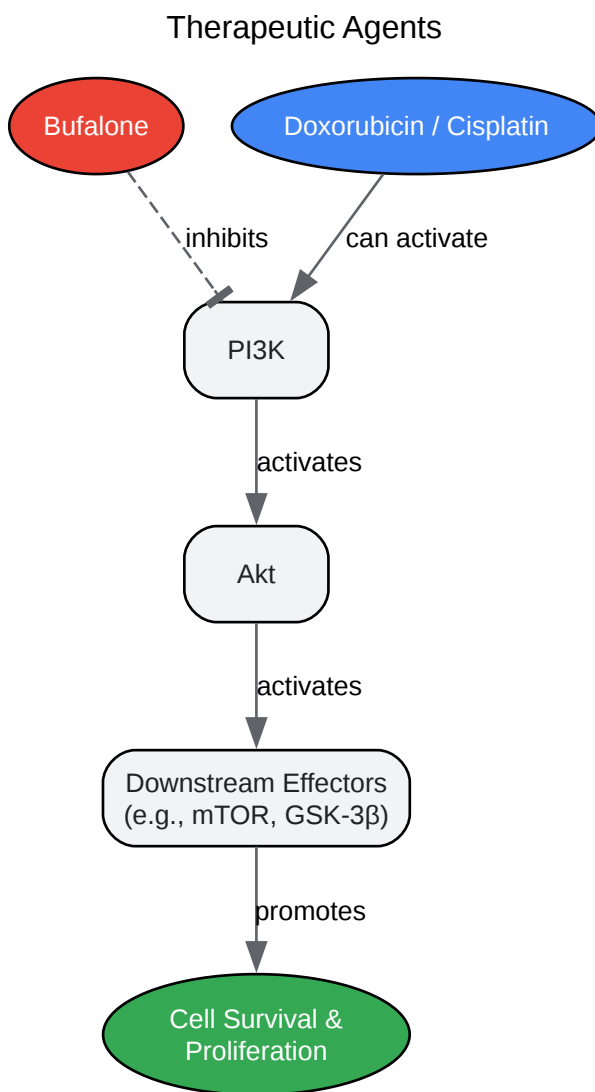 Therapeutic Agents
Bufalone
Doxorubicin / Cisplatin
inhibits
can activate
PI3K
activates
Akt
activates
Downstream Effectors
(e.g., mTOR, GSK-3β)
promotes
Cell Survival &
Proliferation